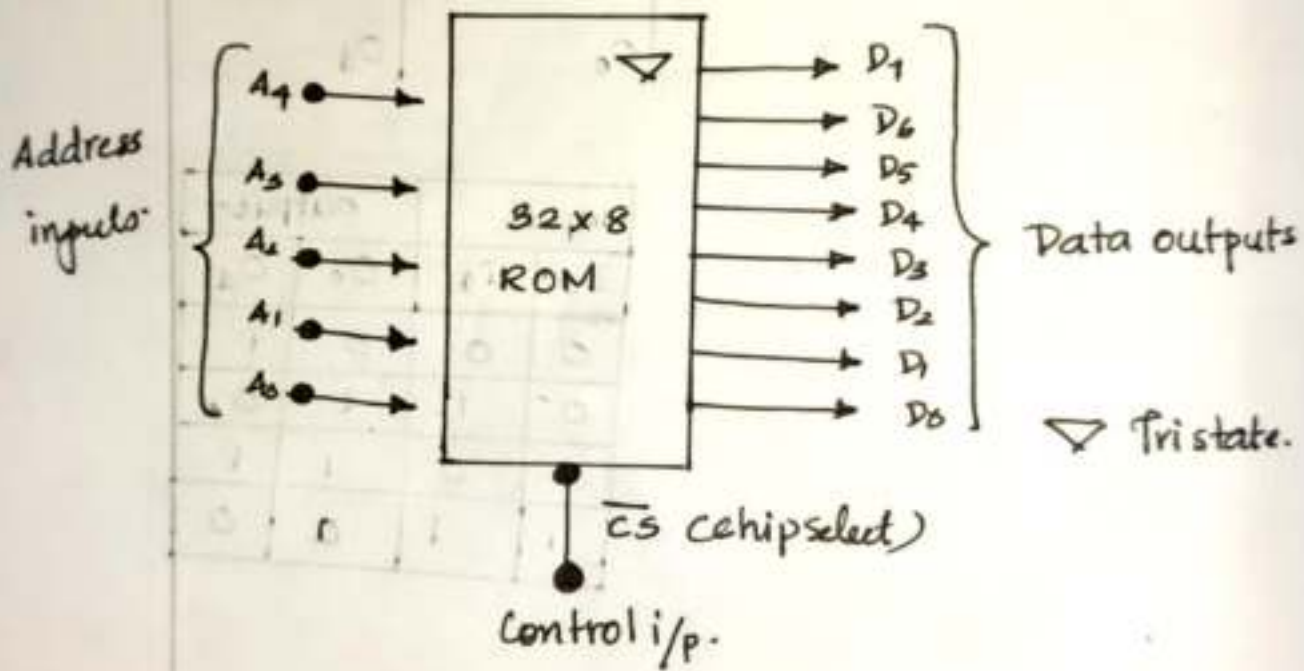 Address
inputs
A4
A3
A2
A1
A0
32 x 8
ROM
D7
D6
D5
D4
D3
D2
D1
D0
Data outputs
▽ Tristate.
C̅S̅ (chipselect)
Control i/p.